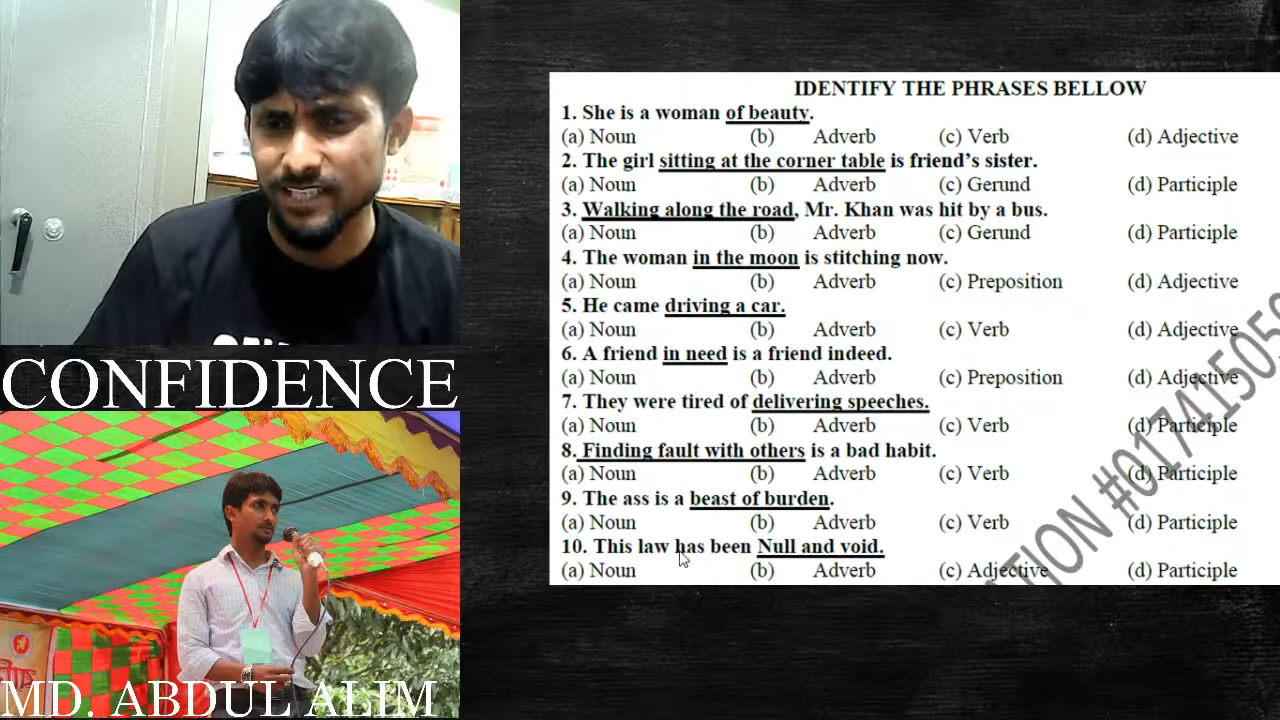 IDENTIFY THE PHRASES BELLOW
1. She is a woman of beauty.
(a) Noun (b) Adverb (c) Verb (d) Adjective
2. The girl sitting at the corner table is friend's sister.
(a) Noun (b) Adverb (c) Gerund (d) Participle
3. Walking along the road, Mr. Khan was hit by a bus.
(a) Noun (b) Adverb (c) Gerund (d) Participle
4. The woman in the moon is stitching now.
(a) Noun (b) Adverb (c) Preposition (d) Adjective
5. He came driving a car.
(a) Noun (b) Adverb (c) Verb (d) Adjective
6. A friend in need is a friend indeed.
(a) Noun (b) Adverb (c) Preposition (d) Adjective
7. They were tired of delivering speeches.
(a) Noun (b) Adverb (c) Verb (d) Participle
8. Finding fault with others is a bad habit.
(a) Noun (b) Adverb (c) Verb (d) Participle
9. The ass is a beast of burden.
(a) Noun (b) Adverb (c) Verb (d) Participle
10. This law has been Null and void.
(a) Noun (b) Adverb (c) Adjective (d) Participle
CONFIDENCE
MD. ABDUL ALIM